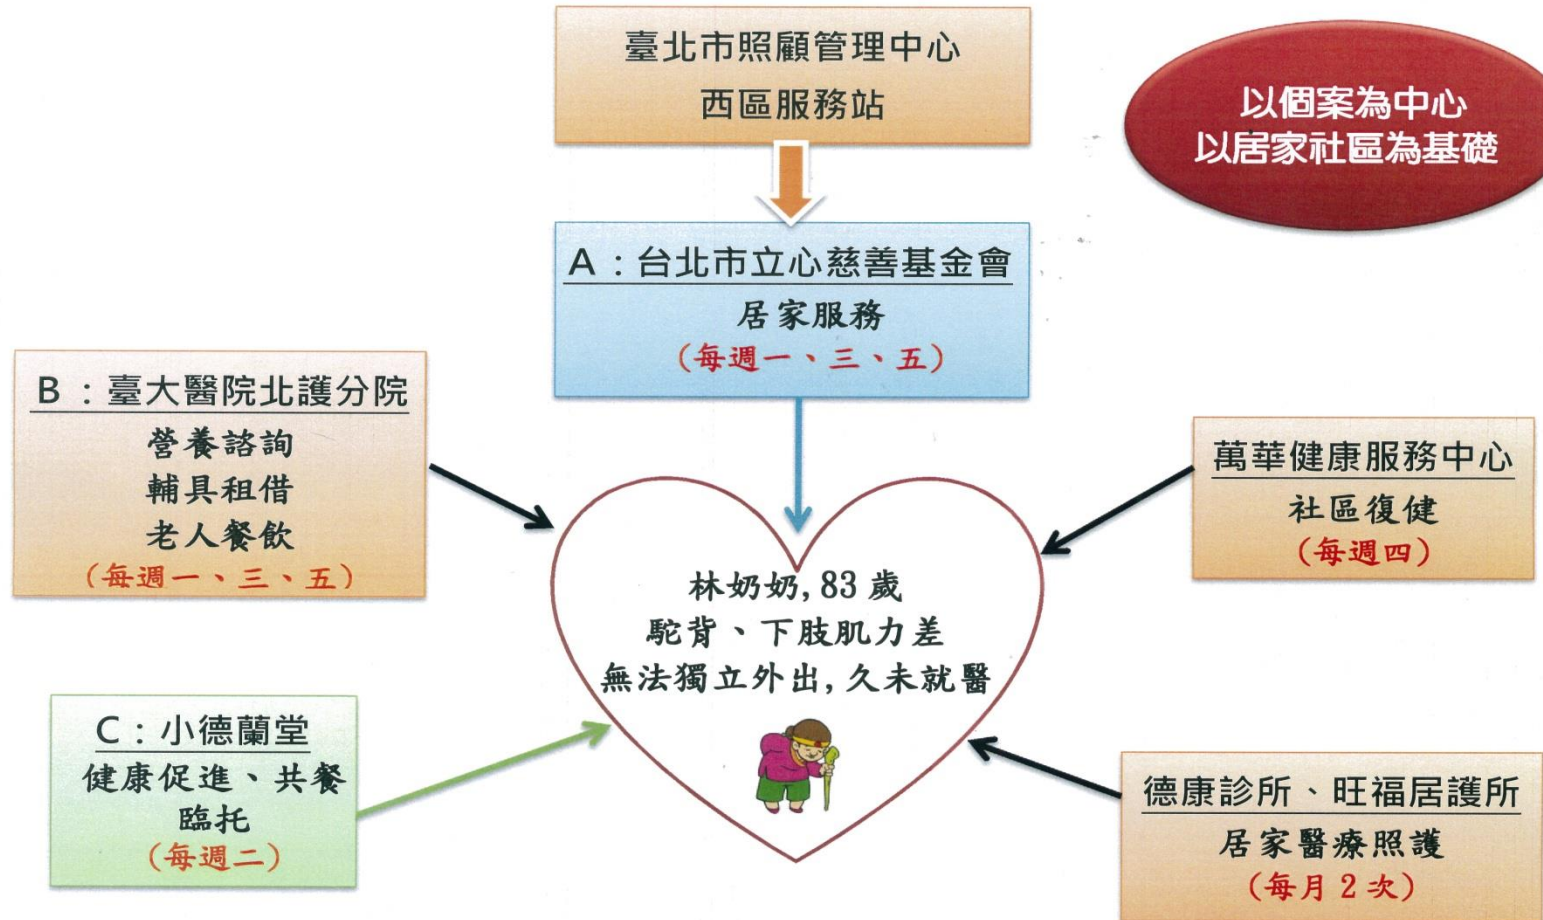 臺北市照顧管理中心
西區服務站
以個案為中心
以居家社區為基礎
A：台北市立心慈善基金會
居家服務
(每週一、三、五)
B：臺大醫院北護分院
營養諮詢
輔具租借
老人餐飲
(每週一、三、五)
萬華健康服務中心
社區復健
(每週四)
林奶奶,83歲
駝背、下肢肌力差
無法獨立外出,久未就醫
C：小德蘭堂
健康促進、共餐
臨托
(每週二)
德康診所、旺福居護所
居家醫療照護
(每月2次)